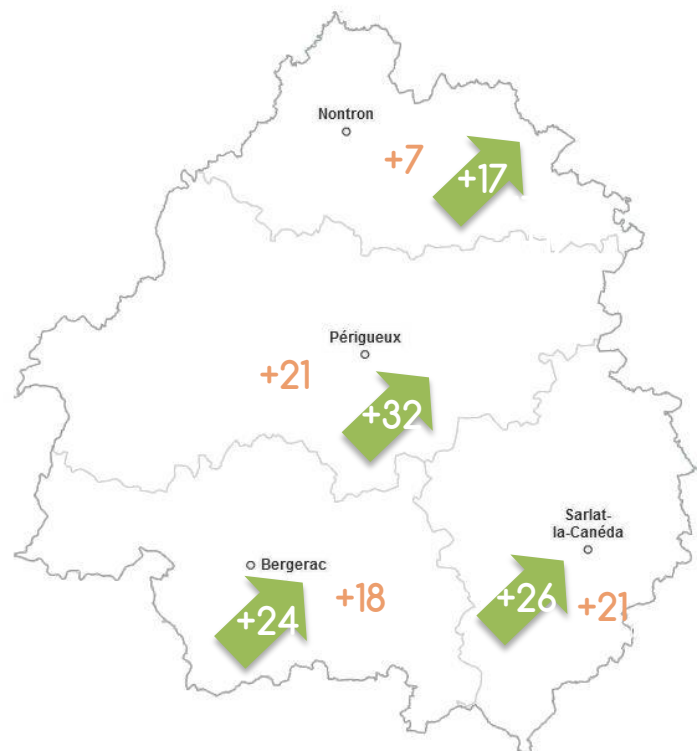 Nontron
+7
+17
Périgueux
+21
+32
Sarlat-
la-Canéda
Bergerac
+18
+24
+26
+21